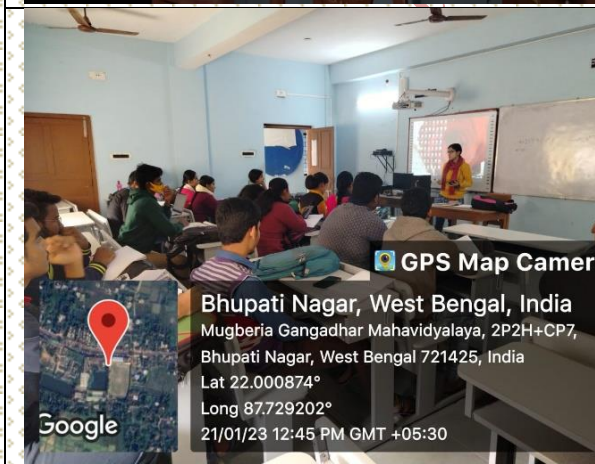 GPS Map Camer
Bhupati Nagar, West Bengal, India
Mugberia Gangadhar Mahavidyalaya, 2P2H+CP7,
Bhupati Nagar, West Bengal 721425, India
Lat 22.000874°
Long 87.729202°
21/01/23 12:45 PM GMT +05:30
Google